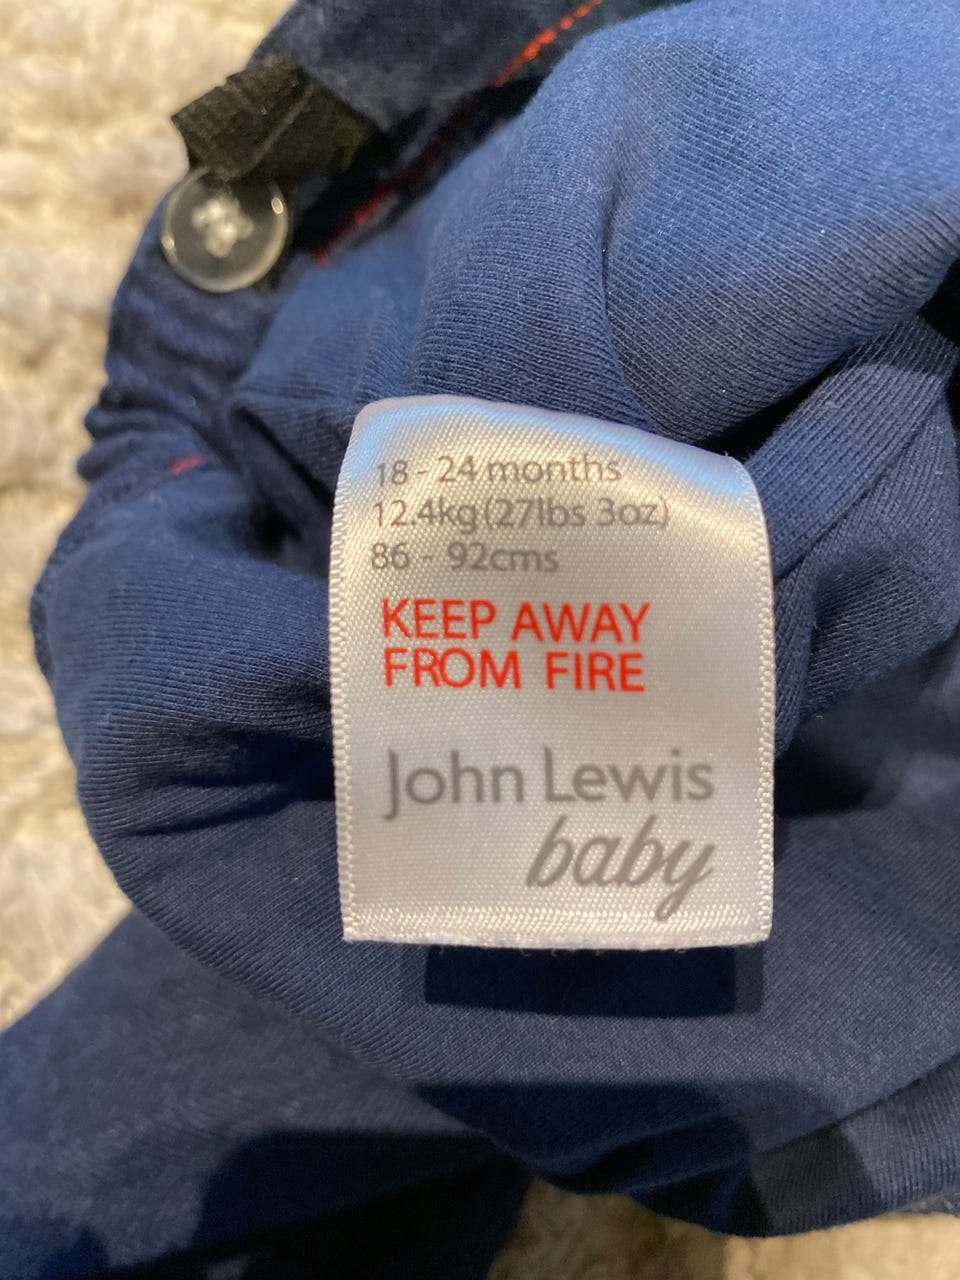 18 - 24 months
12.4kg (27lbs 3oz)
86 - 92cms
KEEP AWAY
FROM FIRE
John Lewis
baby